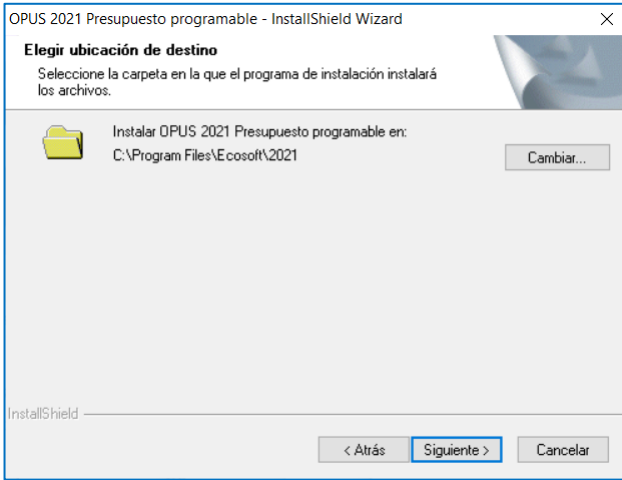 OPUS 2021 Presupuesto programable - InstallShield Wizard
Elegir ubicación de destino
Seleccione la carpeta en la que el programa de instalación instalará
los archivos.
Instalar OPUS 2021 Presupuesto programable en:
C:\Program Files\Ecosoft\2021
Cambiar...
InstallShield
< Atrás
Siguiente >
Cancelar